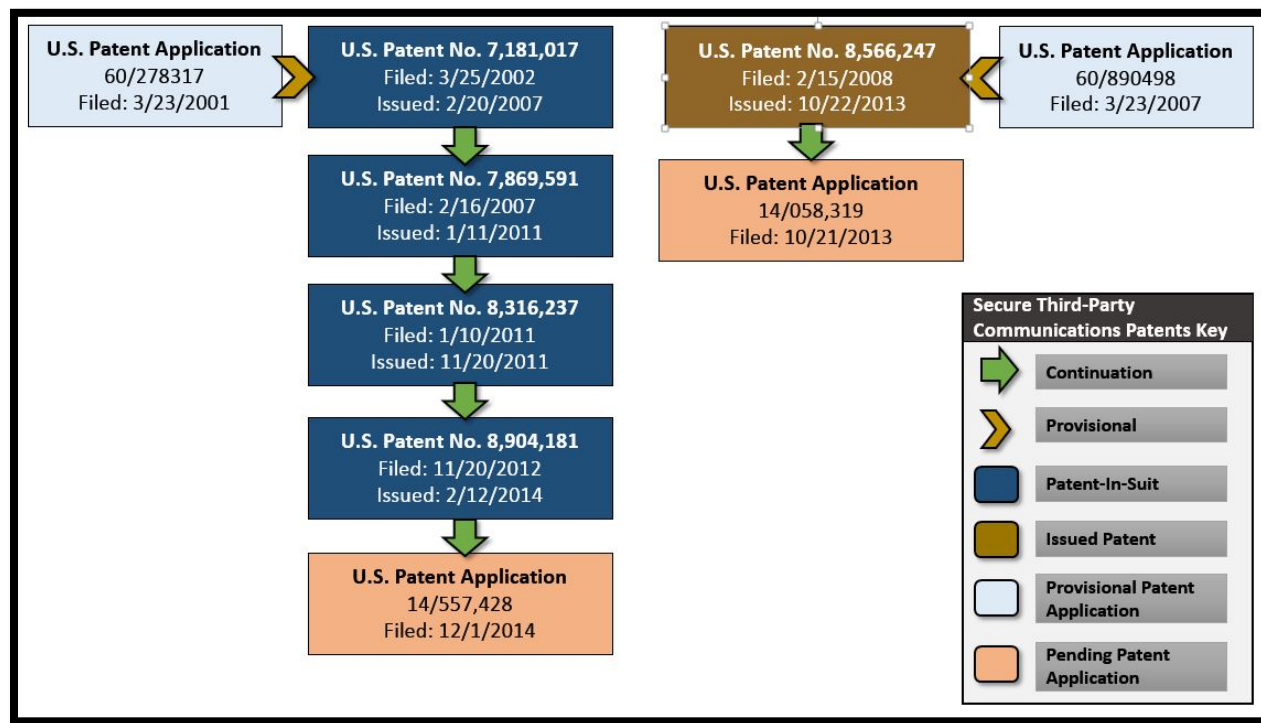 U.S. Patent Application
60/278317
Filed: 3/23/2001
U.S. Patent No. 7,181,017
Filed: 3/25/2002
Issued: 2/20/2007
U.S. Patent No. 7,869,591
Filed: 2/16/2007
Issued: 1/11/2011
U.S. Patent No. 8,316,237
Filed: 1/10/2011
Issued: 11/20/2011
U.S. Patent No. 8,904,181
Filed: 11/20/2012
Issued: 2/12/2014
U.S. Patent Application
14/557,428
Filed: 12/1/2014
U.S. Patent No. 8,566,247
Filed: 2/15/2008
Issued: 10/22/2013
U.S. Patent Application
60/890498
Filed: 3/23/2007
U.S. Patent Application
14/058,319
Filed: 10/21/2013
Secure Third-Party
Communications Patents Key
Continuation
Provisional
Patent-In-Suit
Issued Patent
Provisional Patent
Application
Pending Patent
Application